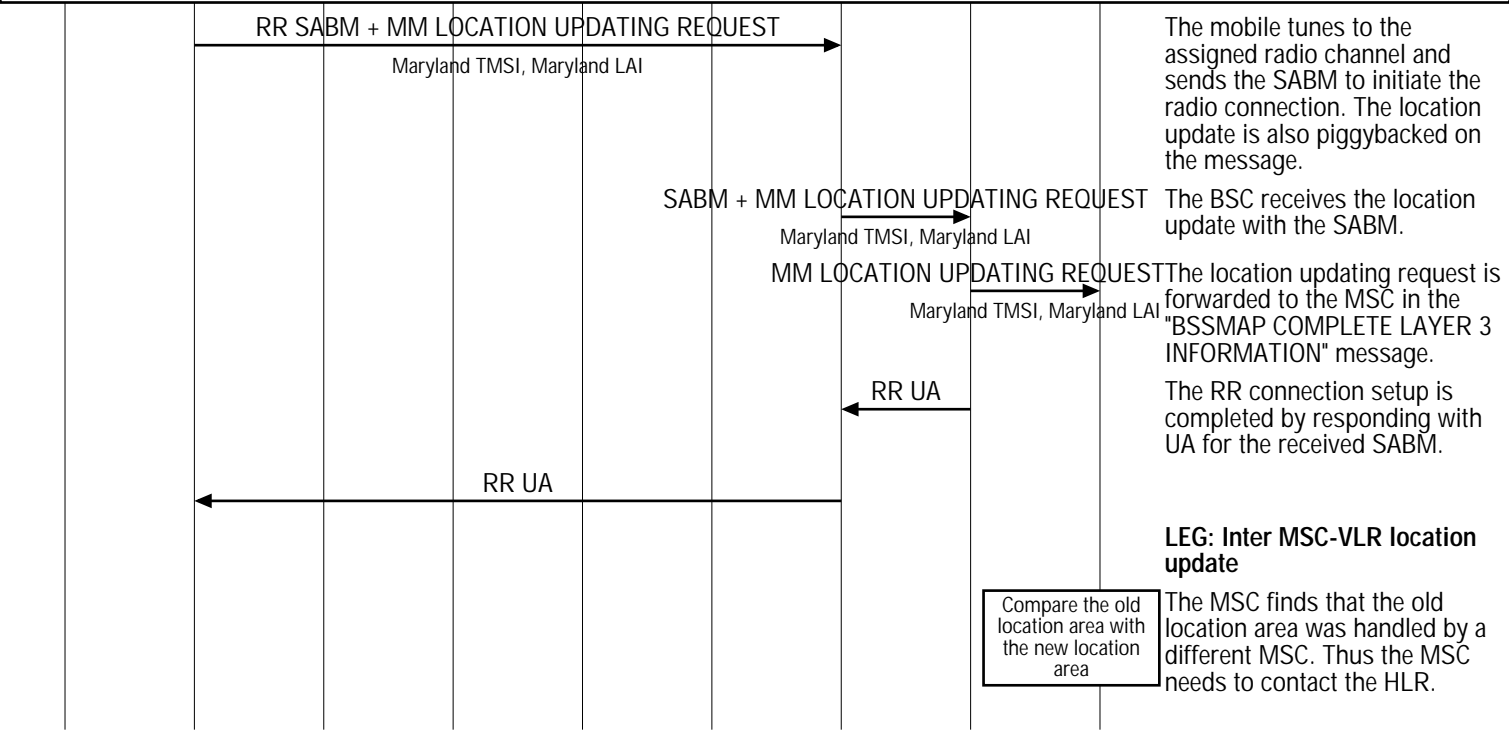 RR SABM + MM LOCATION UPDATING REQUEST
Maryland TMSI, Maryland LAI
The mobile tunes to the
assigned radio channel and
sends the SABM to initiate the
radio connection. The location
update is also piggybacked on
the message.
SABM + MM LOCATION UPDATING REQUEST
Maryland TMSI, Maryland LAI
The BSC receives the location
update with the SABM.
MM LOCATION UPDATING REQUEST
Maryland TMSI, Maryland LAI
The location updating request is
forwarded to the MSC in the
"BSSMAP COMPLETE LAYER 3
INFORMATION" message.
RR UA
The RR connection setup is
completed by responding with
UA for the received SABM.
RR UA
LEG: Inter MSC-VLR location
update
Compare the old
location area with
the new location
area
The MSC finds that the old
location area was handled by a
different MSC. Thus the MSC
needs to contact the HLR.